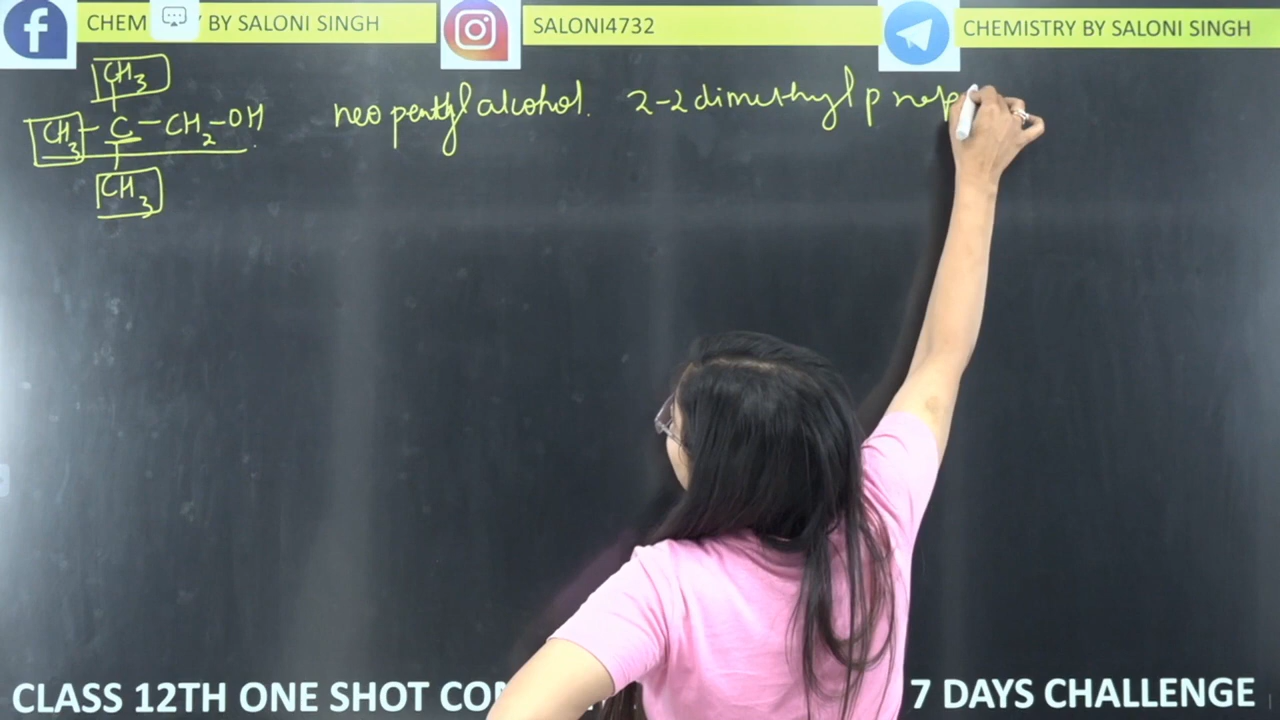 CHEM BY SALONI SINGH
SALONI4732
CHEMISTRY BY SALONI SINGH
CH3
CH3-C-CH2-OH
CH3
neo pentyl alcohol. 2-2 dimethyl prop
CLASS 12TH ONE SHOT
7 DAYS CHALLENGE